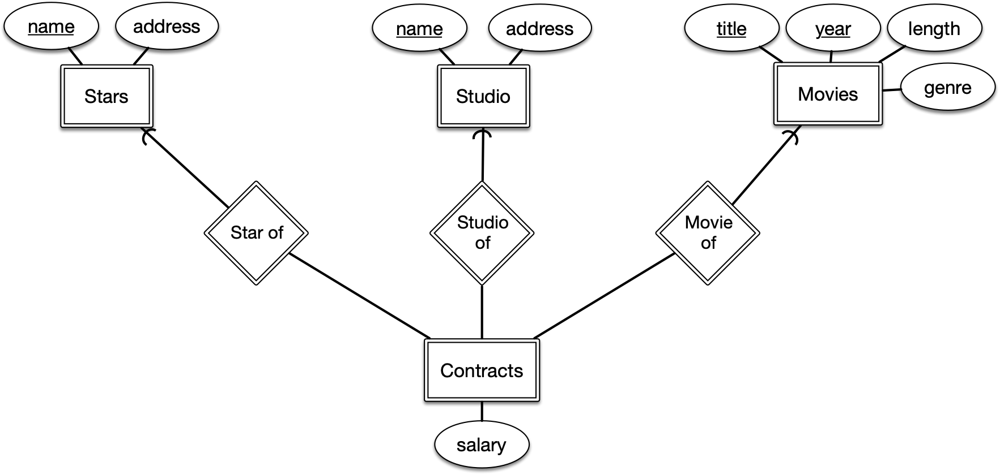 name
address
name
address
title
year
length
genre
Stars
Studio
Movies
Star of
Studio
of
Movie
of
Contracts
salary